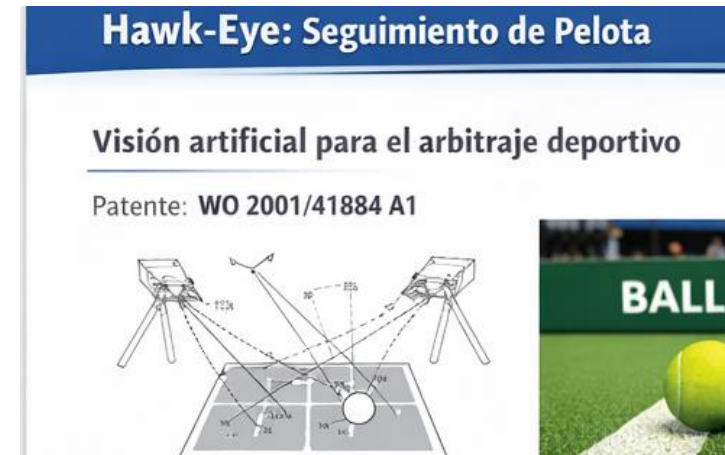 Hawk-Eye: Seguimiento de Pelota
Visión artificial para el arbitraje deportivo
Patente: WO 2001/41884 A1
BALL